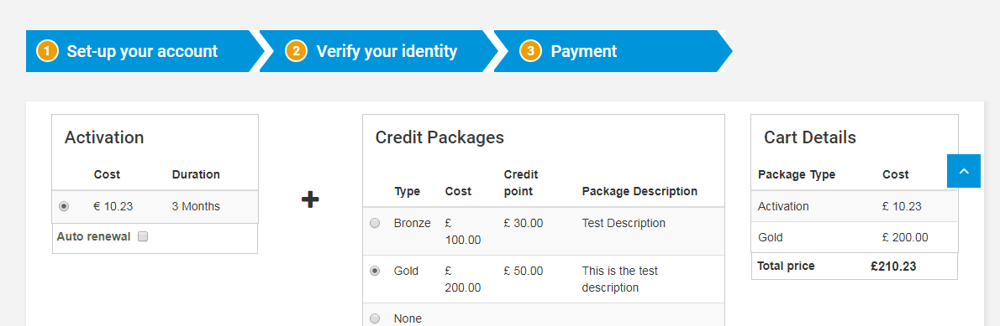 1 Set-up your account
2 Verify your identity
3 Payment
Activation
Cost Duration
€ 10.23 3 Months
Auto renewal
Credit Packages
Type Cost Credit point Package Description
Bronze £ 100.00 £ 30.00 Test Description
Gold £ 200.00 £ 50.00 This is the test description
None
Cart Details
Package Type Cost
Activation £ 10.23
Gold £ 200.00
Total price £210.23